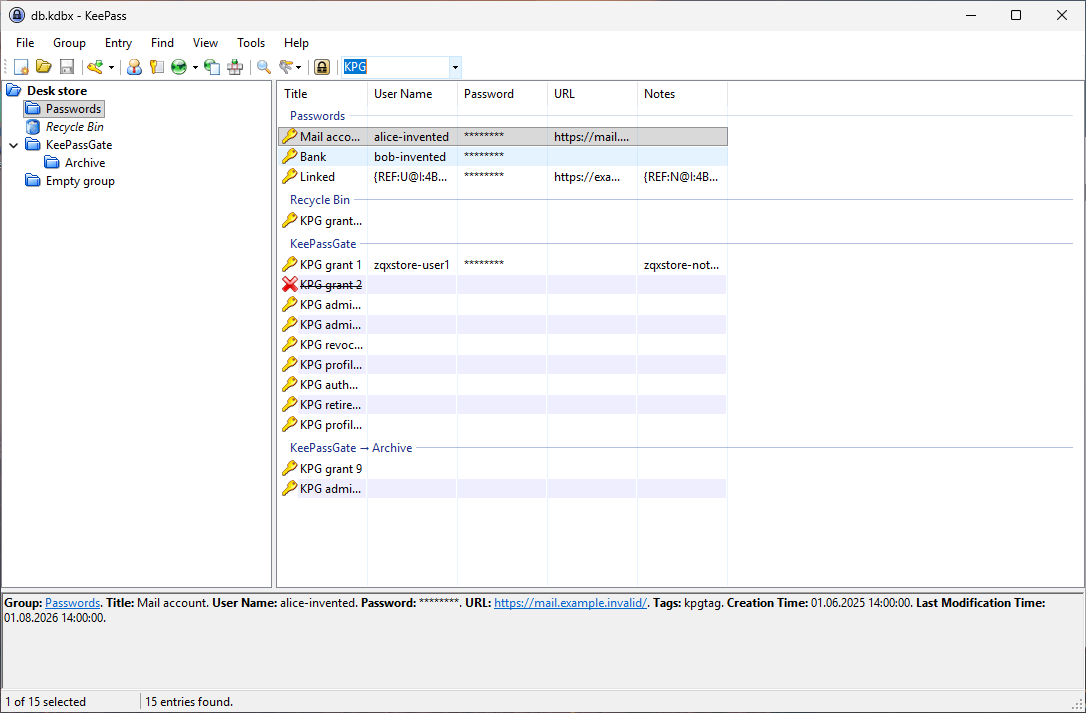 db.kdbx - KeePass
File Group Entry Find View Tools Help
KPG
Desk store
Passwords
Recycle Bin
KeePassGate
Archive
Empty group
Title User Name Password URL Notes
Passwords
Mail acco... alice-invented ******** https://mail....
Bank bob-invented ********
Linked {REF:U@I:4B... ******** https://exa... {REF:N@I:4B...
Recycle Bin
KPG grant...
KeePassGate
KPG grant 1 zqxstore-user1 ******** zqxstore-not...
KPG grant 2
KPG admi...
KPG admi...
KPG revoc...
KPG profil...
KPG auth...
KPG retire...
KPG profil...
KeePassGate → Archive
KPG grant 9
KPG admi...
Group: Passwords. Title: Mail account. User Name: alice-invented. Password: ********. URL: https://mail.example.invalid/. Tags: kpgtag. Creation Time: 01.06.2025 14:00:00. Last Modification Time:
01.08.2026 14:00:00.
1 of 15 selected 15 entries found.